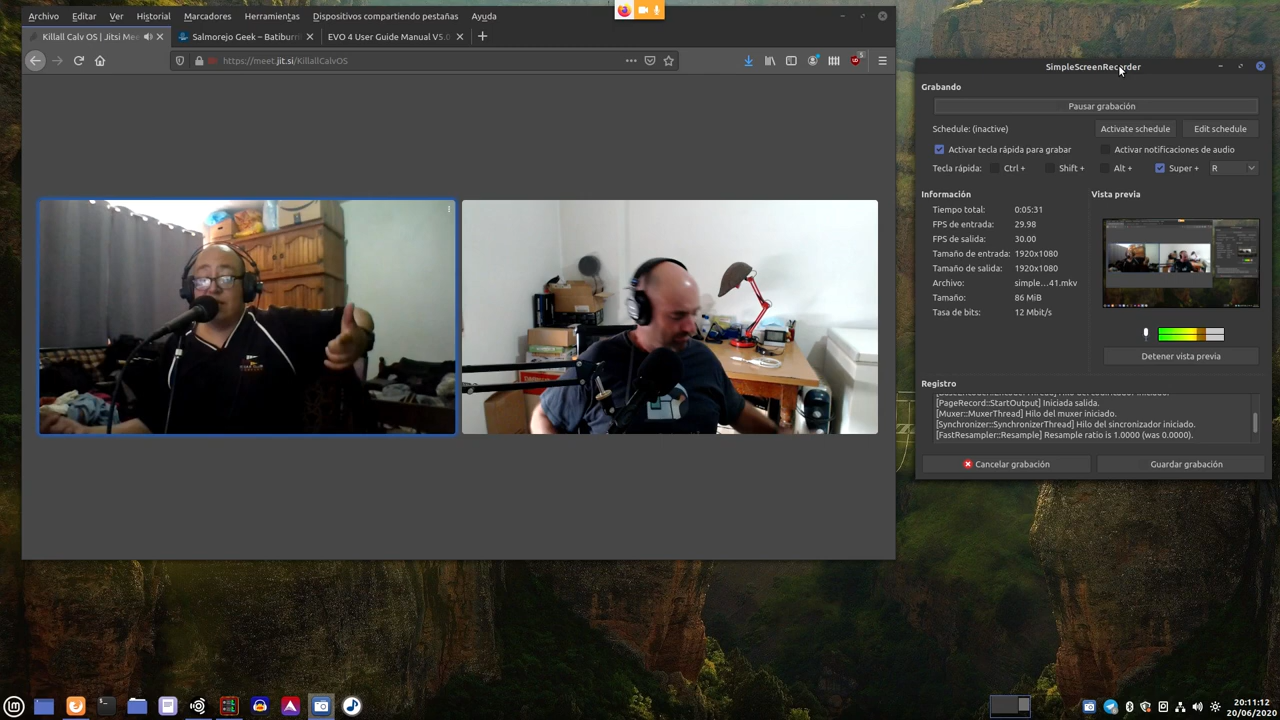 Archivo Editar Ver Historial Marcadores Herramientas Dispositivos compartiendo pestañas Ayuda
Killall Calv OS | Jitsi Mee
Salmorejo Geek – Batiburri
EVO 4 User Guide Manual V5.0
https://meet.jit.si/KillallCalvOS
5
SimpleScreenRecorder
Grabando
Pausar grabación
Schedule: (inactive)
Activate schedule
Edit schedule
Activar tecla rápida para grabar
Activar notificaciones de audio
Tecla rápida: Ctrl + Shift + Alt + Super + R
Información
Vista previa
Tiempo total: 0:05:31
FPS de entrada: 29.98
FPS de salida: 30.00
Tamaño de entrada: 1920x1080
Tamaño de salida: 1920x1080
Archivo: simple…41.mkv
Tamaño: 86 MiB
Tasa de bits: 12 Mbit/s
Detener vista previa
Registro
[PageRecord::StartOutput] Iniciada salida.
[Muxer::MuxerThread] Hilo del muxer iniciado.
[Synchronizer::SynchronizerThread] Hilo del sincronizador iniciado.
[FastResampler::Resample] Resample ratio is 1.0000 (was 0.0000).
Cancelar grabación
Guardar grabación
20:11:12
20/06/2020